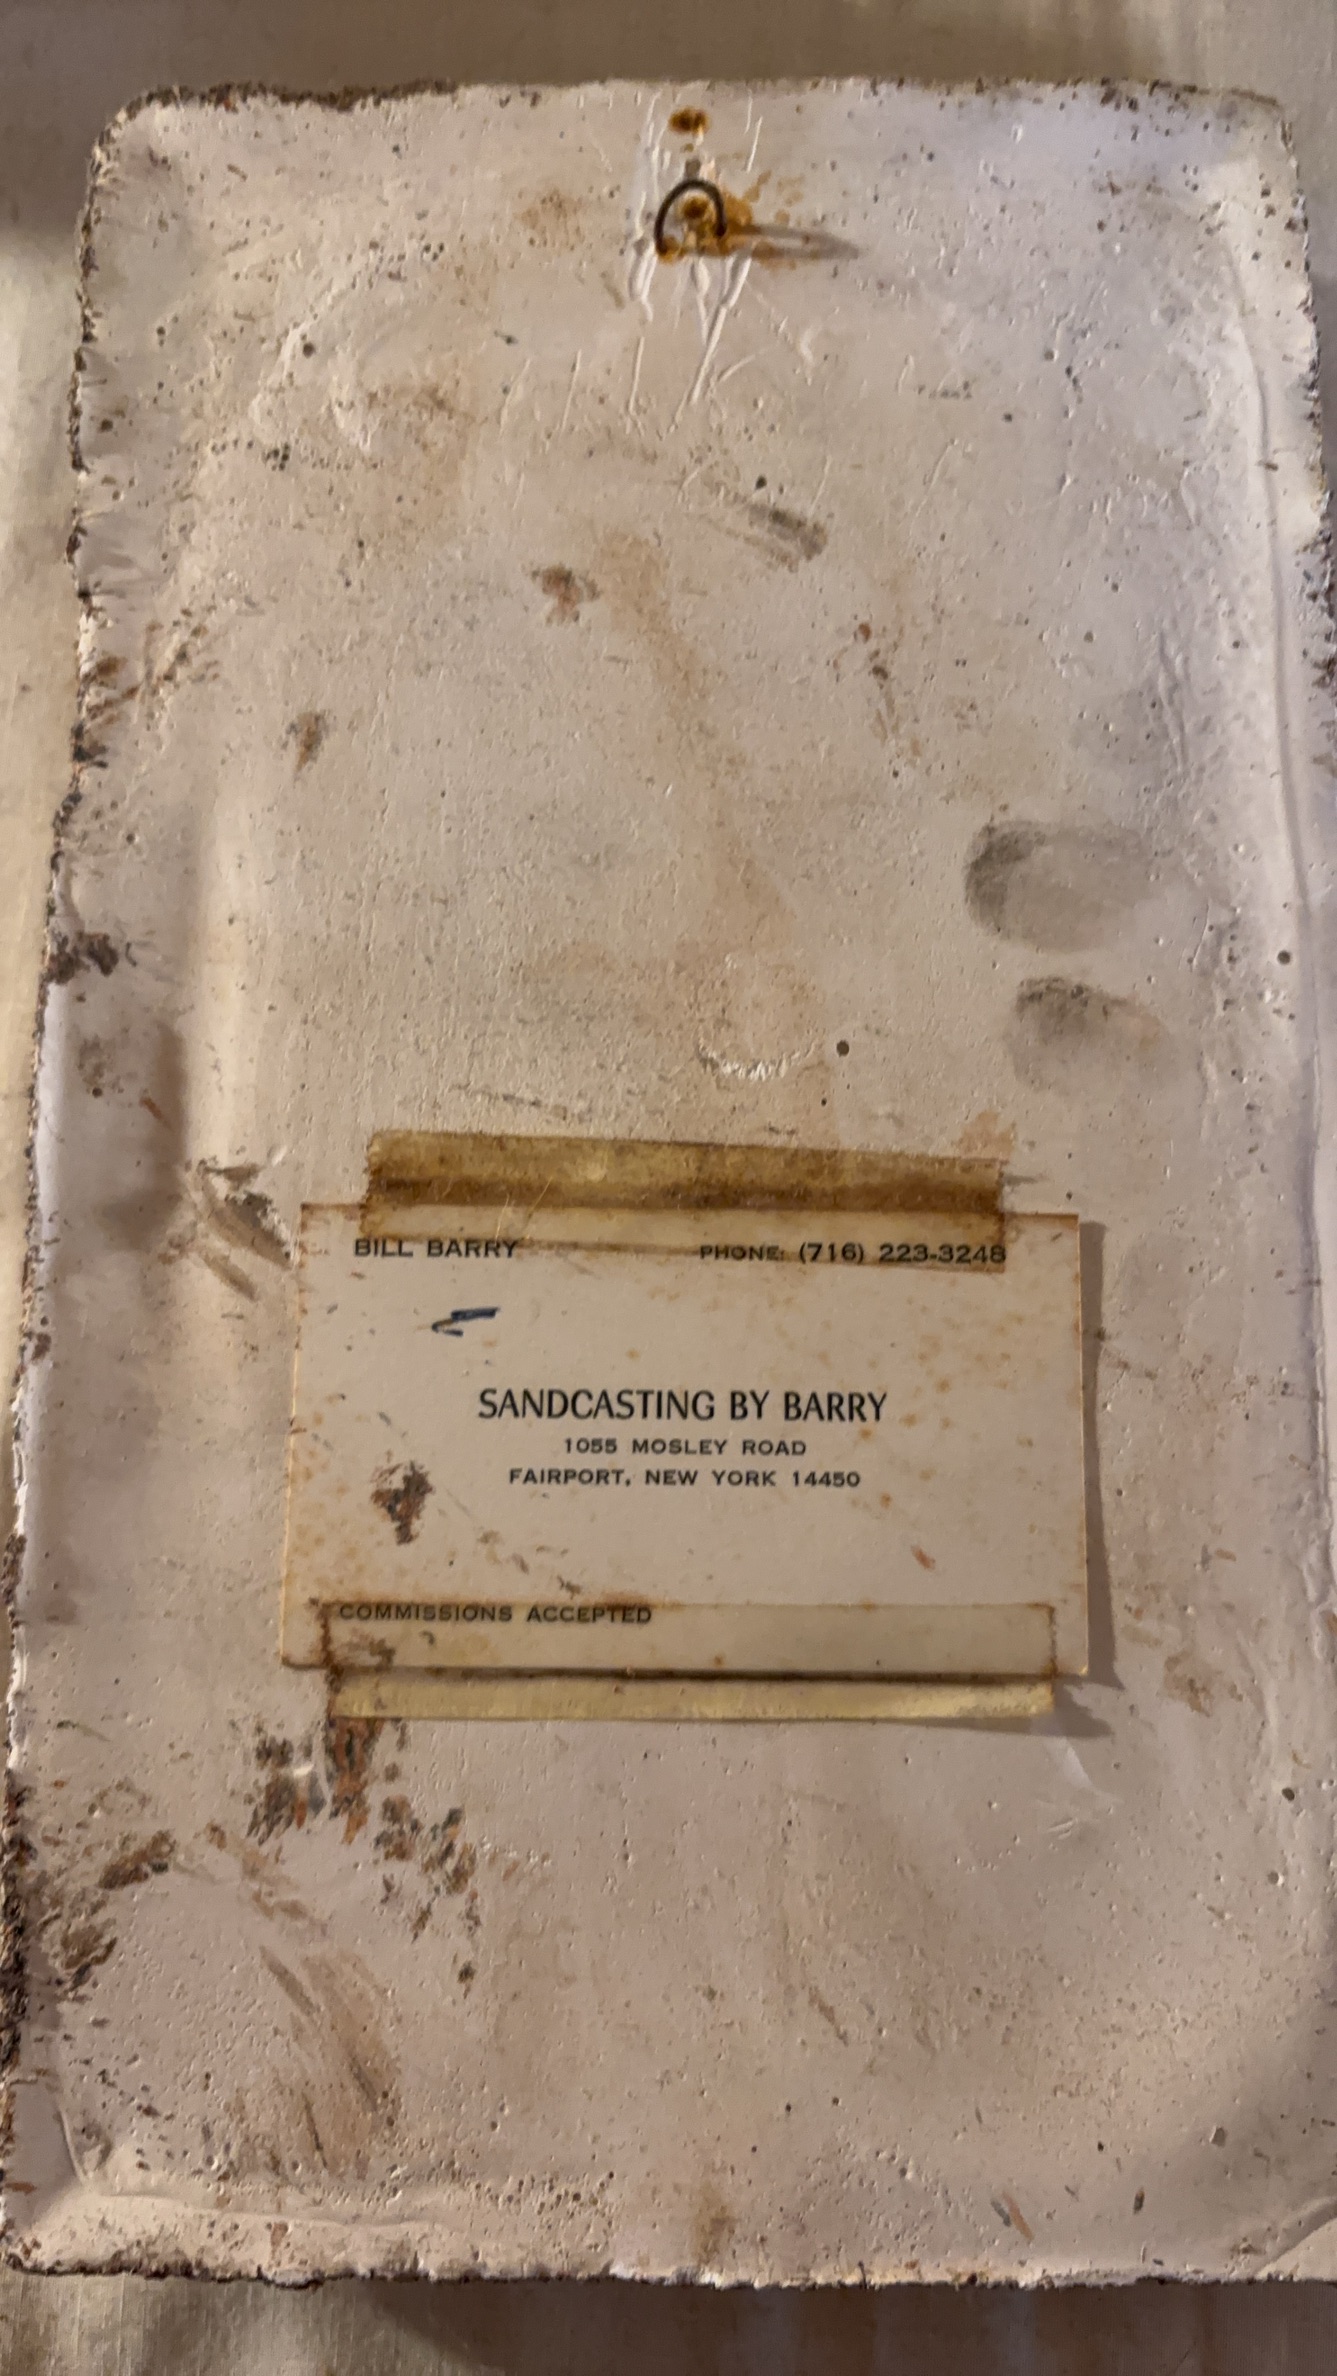 BILL BARRY PHONE: (716) 223-3248
SANDCASTING BY BARRY
1055 MOSLEY ROAD
FAIRPORT, NEW YORK 14450
COMMISSIONS ACCEPTED